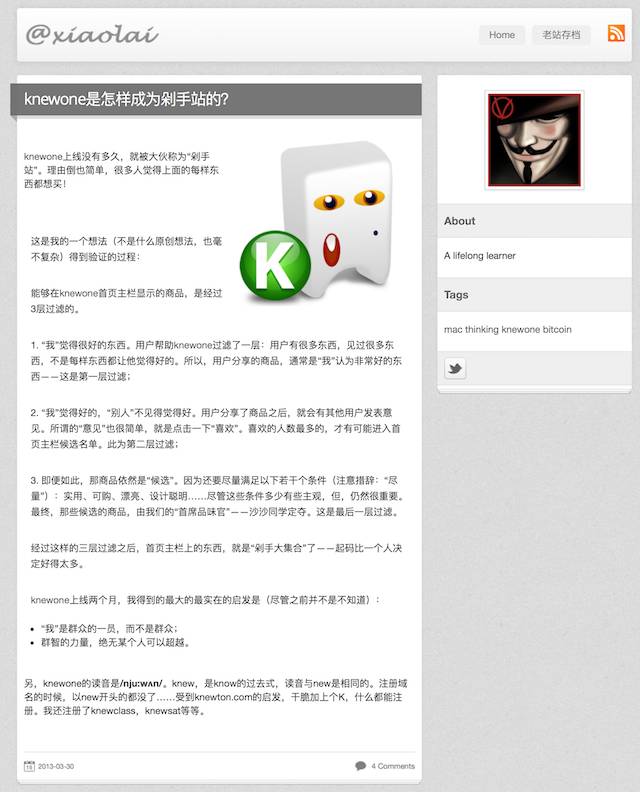 @xiaolai
Home
老站存档
knewone是怎样成为剁手站的?
knewone上线没有多久，就被大伙称为“剁手
站”。理由倒也简单，很多人觉得上面的每样东
西都想买！
K
这是我的一个想法（不是什么原创想法，也毫
不复杂）得到验证的过程：
能够在knewone首页主栏显示的商品，是经过
3层过滤的。
1. “我”觉得很好的东西。用户帮助knewone过滤了一层：用户有很多东西，见过很多东
西，不是每样东西都让他觉得好的。所以，用户分享的商品，通常是“我”认为非常好的东
西——这是第一层过滤；
2. “我”觉得好的，“别人”不见得觉得好。用户分享了商品之后，就会有其他用户发表意
见。所谓的“意见”也很简单，就是点击一下“喜欢”。喜欢的人数最多的，才有可能进入首
页主栏候选名单。此为第二层过滤；
3. 即便如此，那商品依然是“候选”。因为还要尽量满足以下若干个条件（注意措辞：“尽
量”）：实用、可购、漂亮、设计聪明……尽管这些条件多少有些主观，但，仍然很重要。
最终，那些候选的商品，由我们的“首席品味官”——沙沙同学定夺。这是最后一层过滤。
经过这样的三层过滤之后，首页主栏上的东西，就是“剁手大集合”了——起码比一个人决
定好得太多。
knewone上线两个月，我得到的最大的最实在的启发是（尽管之前并不是不知道）：
• “我”是群众的一员，而不是群众；
• 群智的力量，绝无某个人可以超越。
另，knewone的读音是/nju:wʌn/。knew，是know的过去式，读音与new是相同的。注册域
名的时候，以new开头的都没了……受到knewton.com的启发，干脆加上个K，什么都能注
册。我还注册了knewclass，knewsat等等。
2013-03-30
4 Comments
About
A lifelong learner
Tags
mac thinking knewone bitcoin